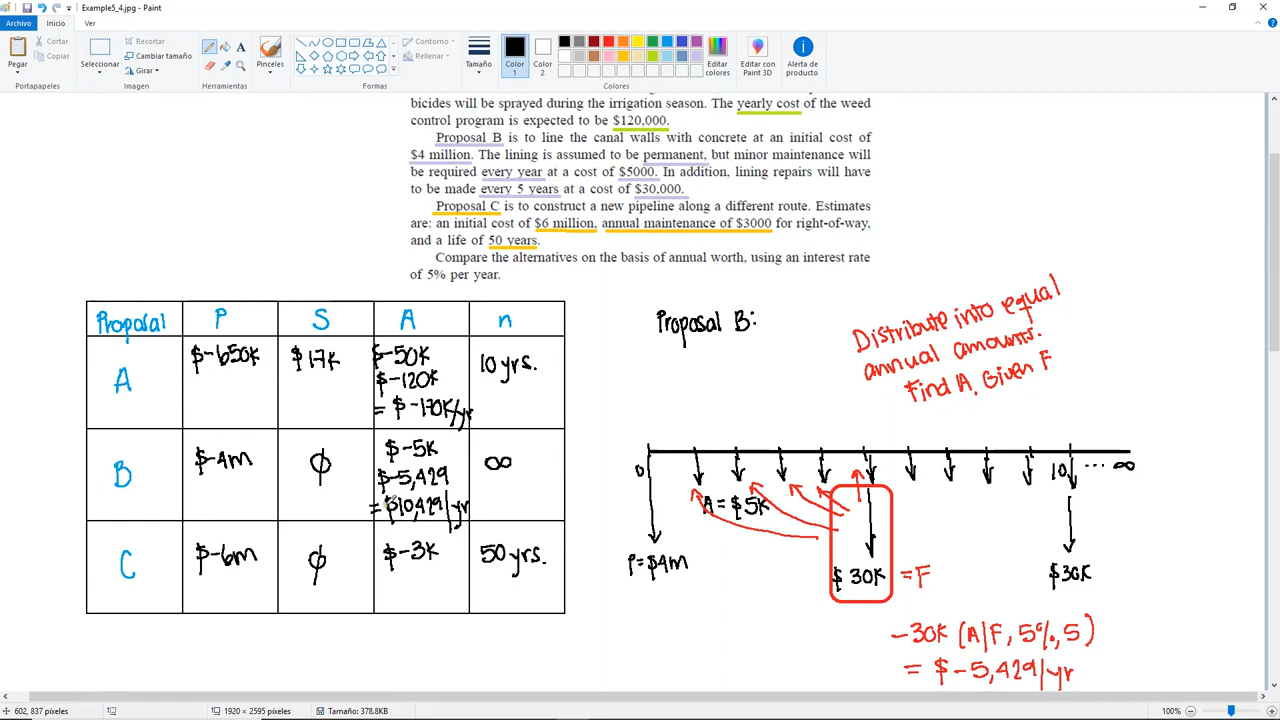 Example5_4.jpg - Paint
Archivo Inicio Ver
Pegar
Cortar
Copiar
Portapapeles
Seleccionar
Recortar
Cambiar tamaño
Girar
Imagen
A
Herramientas
Pinceles
Contorno
Rellenar
Formas
Tamaño
Color 1
Color 2
Editar colores
Colores
Editar con Paint 3D
Alerta de producto
bicides will be sprayed during the irrigation season. The yearly cost of the weed
control program is expected to be $120,000.
Proposal B is to line the canal walls with concrete at an initial cost of
$4 million. The lining is assumed to be permanent, but minor maintenance will
be required every year at a cost of $5000. In addition, lining repairs will have
to be made every 5 years at a cost of $30,000.
Proposal C is to construct a new pipeline along a different route. Estimates
are: an initial cost of $6 million, annual maintenance of $3000 for right-of-way,
and a life of 50 years.
Compare the alternatives on the basis of annual worth, using an interest rate
of 5% per year.
Proposal P S A n
A $-650K $17K $-50K 10 yrs.
$-120K
= $-170K/yr
B $-4m ϕ $-5K ∞
$-5,429
= $10,429/yr
C $-6m ϕ $-3K 50 yrs.
Proposal B:
Distribute into equal
annual amounts.
Find A, Given F
0 10 ... ∞
A = $5K
P = $4m
$30K = F
$30K
-30K (A|F, 5%, 5)
= $-5,429/yr
602, 837 píxeles
1920 × 2595 píxeles
Tamaño: 378.8KB
100%